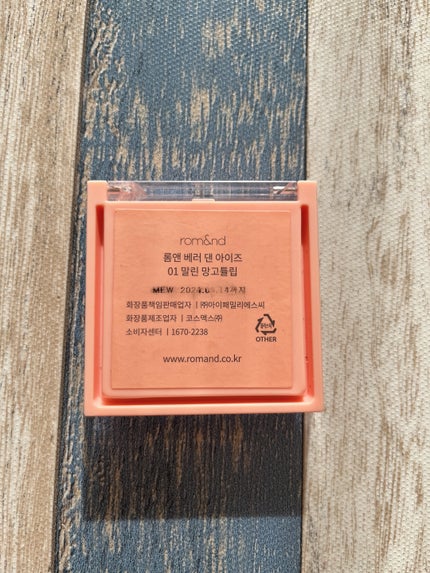 rom&nd
롬앤 베러 댄 아이즈
01 말린 망고튤립
MEW
화장품책임판매업자 | ㈜아이패밀리에스씨
화장품제조업자 | 코스맥스㈜
소비자센터 | 1670-2238
OTHER
www.romand.co.kr